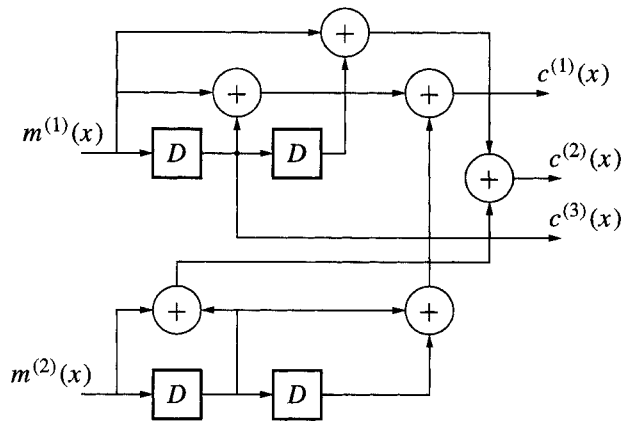 +
+ + c^{(1)}(x)
m^{(1)}(x) D D
+ c^{(2)}(x)
c^{(3)}(x)
+ +
m^{(2)}(x) D D